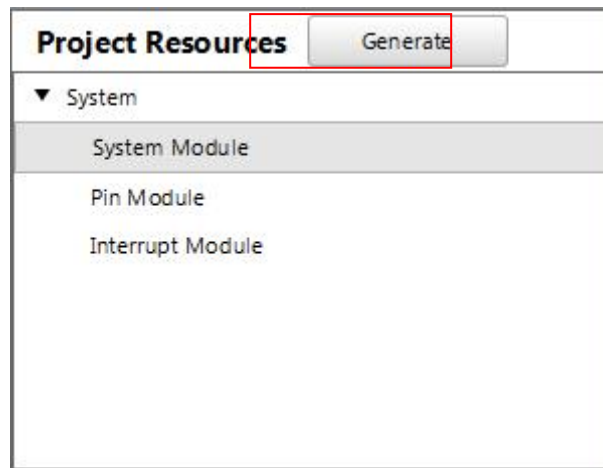 Project Resources Generate
System
System Module
Pin Module
Interrupt Module